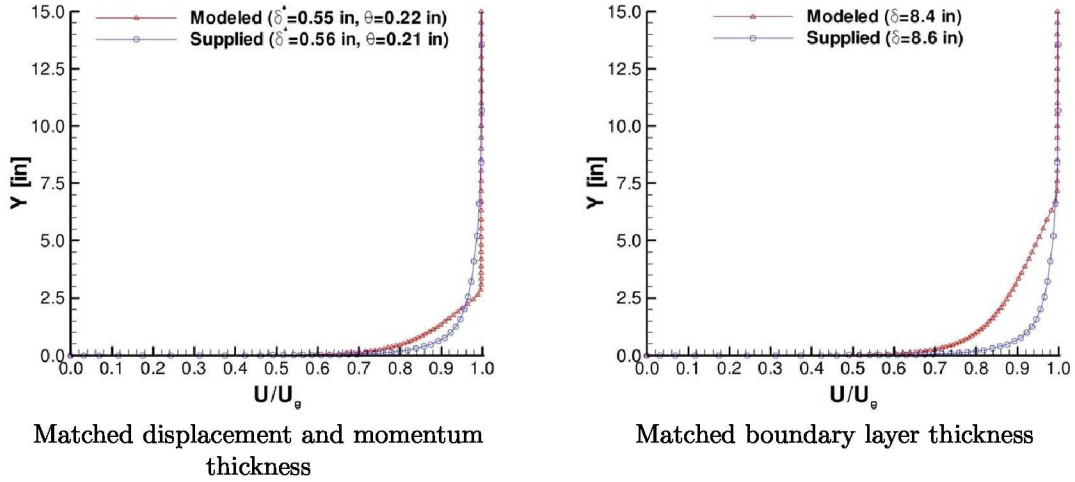 Modeled (δ*=0.55 in, θ=0.22 in)
Supplied (δ*=0.56 in, θ=0.21 in)
15.0
12.5
10.0
7.5
5.0
2.5
0.0
Y [in]
0.0 0.1 0.2 0.3 0.4 0.5 0.6 0.7 0.8 0.9 1.0
U/Ue
Matched displacement and momentum
thickness
Modeled (δ=8.4 in)
Supplied (δ=8.6 in)
15.0
12.5
10.0
7.5
5.0
2.5
0.0
Y [in]
0.0 0.1 0.2 0.3 0.4 0.5 0.6 0.7 0.8 0.9 1.0
U/Ue
Matched boundary layer thickness